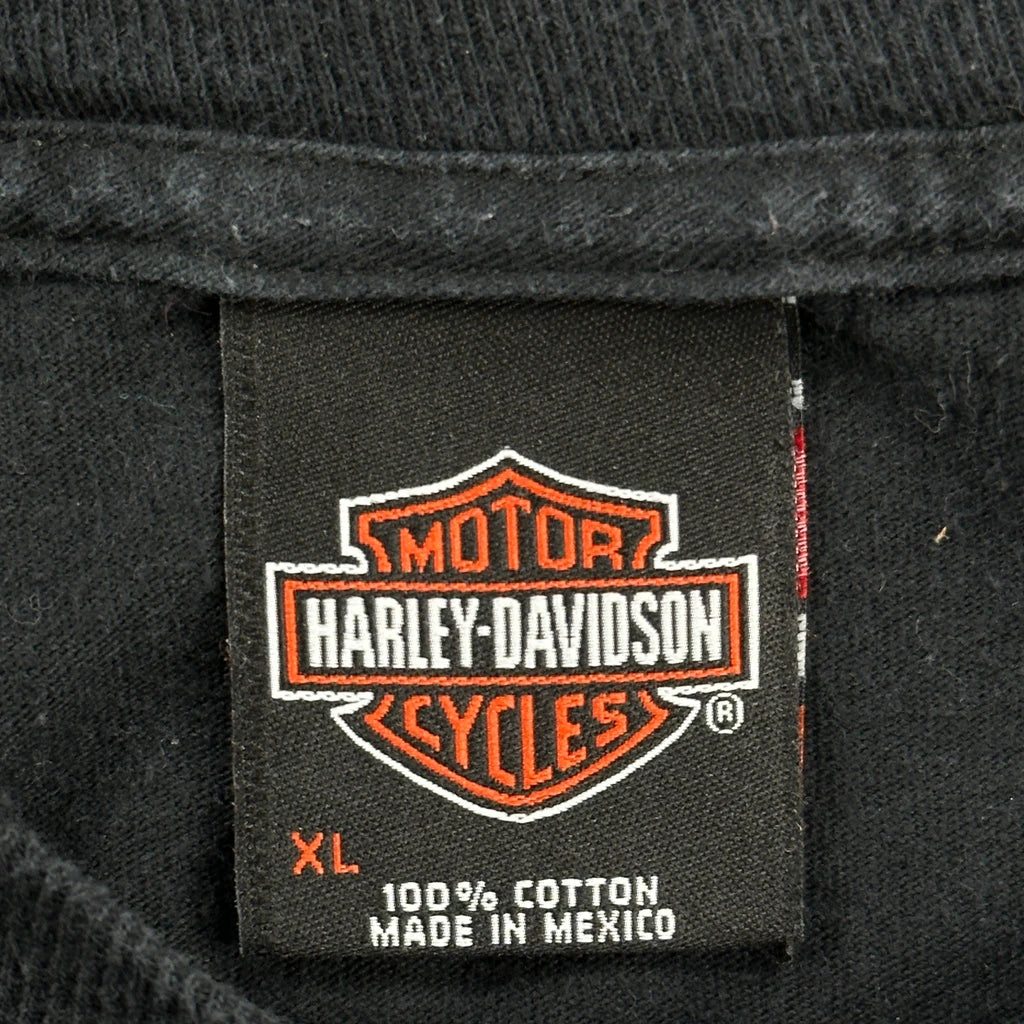 MOTOR
HARLEY-DAVIDSON
®
CYCLES
XL
100% COTTON
MADE IN MEXICO